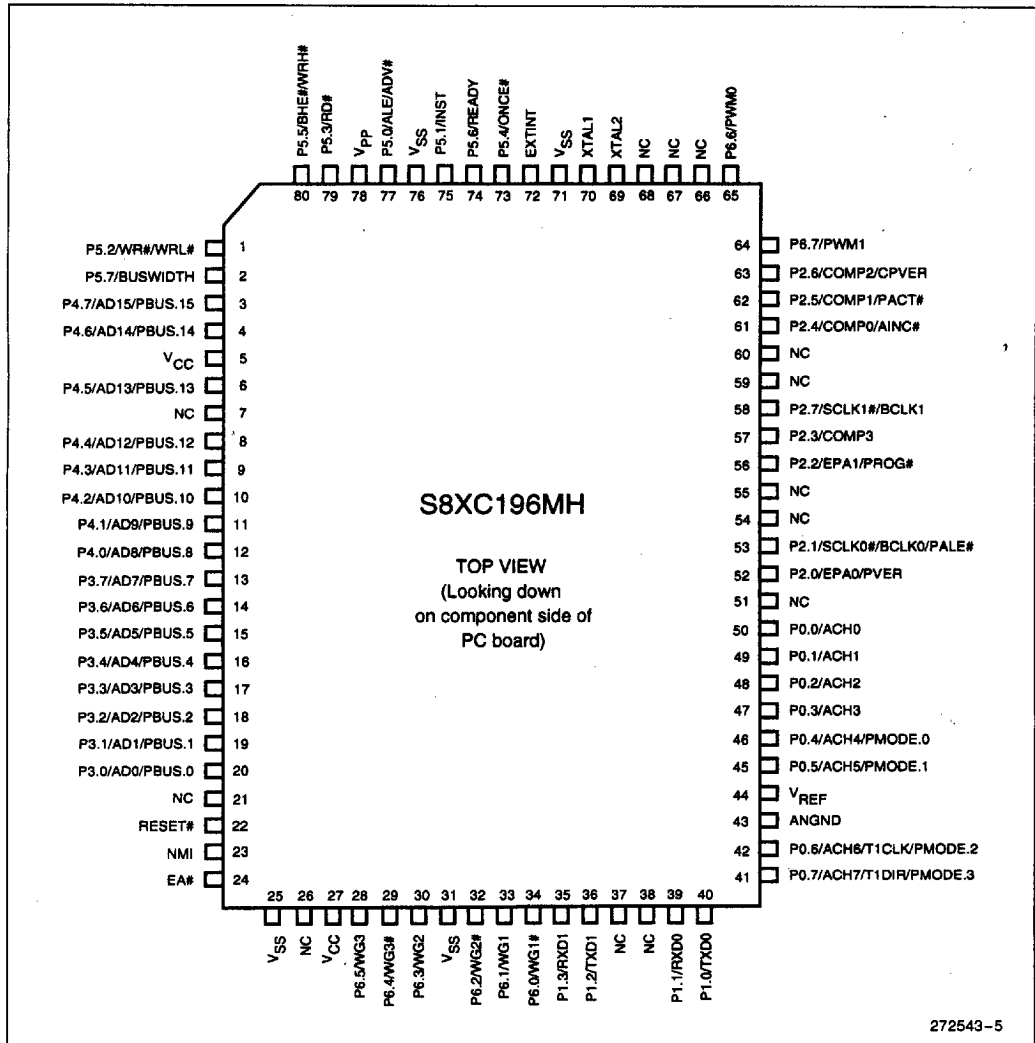 P5.5/BHE#/WRH#
P5.3/RD#
VPP
P5.0/ALE/ADV#
VSS
P5.1/INST
P5.6/READY
P5.4/ONCE#
EXTINT
VSS
XTAL1
XTAL2
NC
NC
NC
P6.6/PWM0
80 79 78 77 76 75 74 73 72 71 70 69 68 67 66 65
P5.2/WR#/WRL# 1
P5.7/BUSWIDTH 2
P4.7/AD15/PBUS.15 3
P4.6/AD14/PBUS.14 4
VCC 5
P4.5/AD13/PBUS.13 6
NC 7
P4.4/AD12/PBUS.12 8
P4.3/AD11/PBUS.11 9
P4.2/AD10/PBUS.10 10
P4.1/AD9/PBUS.9 11
P4.0/AD8/PBUS.8 12
P3.7/AD7/PBUS.7 13
P3.6/AD6/PBUS.6 14
P3.5/AD5/PBUS.5 15
P3.4/AD4/PBUS.4 16
P3.3/AD3/PBUS.3 17
P3.2/AD2/PBUS.2 18
P3.1/AD1/PBUS.1 19
P3.0/AD0/PBUS.0 20
NC 21
RESET# 22
NMI 23
EA# 24
S8XC196MH
TOP VIEW
(Looking down
on component side of
PC board)
64 P6.7/PWM1
63 P2.6/COMP2/CPVER
62 P2.5/COMP1/PACT#
61 P2.4/COMP0/AINC#
60 NC
59 NC
58 P2.7/SCLK1#/BCLK1
57 P2.3/COMP3
56 P2.2/EPA1/PROG#
55 NC
54 NC
53 P2.1/SCLK0#/BCLK0/PALE#
52 P2.0/EPA0/PVER
51 NC
50 P0.0/ACH0
49 P0.1/ACH1
48 P0.2/ACH2
47 P0.3/ACH3
46 P0.4/ACH4/PMODE.0
45 P0.5/ACH5/PMODE.1
44 VREF
43 ANGND
42 P0.6/ACH6/T1CLK/PMODE.2
41 P0.7/ACH7/T1DIR/PMODE.3
25 26 27 28 29 30 31 32 33 34 35 36 37 38 39 40
VSS
NC
VCC
P6.5/WG3
P6.4/WG3#
P6.3/WG2
VSS
P6.2/WG2#
P6.1/WG1
P6.0/WG1#
P1.3/RXD1
P1.2/TXD1
NC
NC
P1.1/RXD0
P1.0/TXD0
272543-5